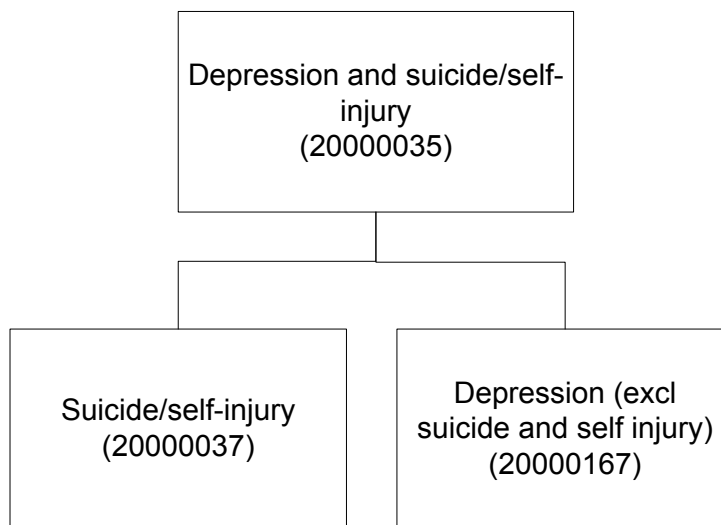 Depression and suicide/self-
injury
(20000035)
Suicide/self-injury
(20000037)
Depression (excl
suicide and self injury)
(20000167)